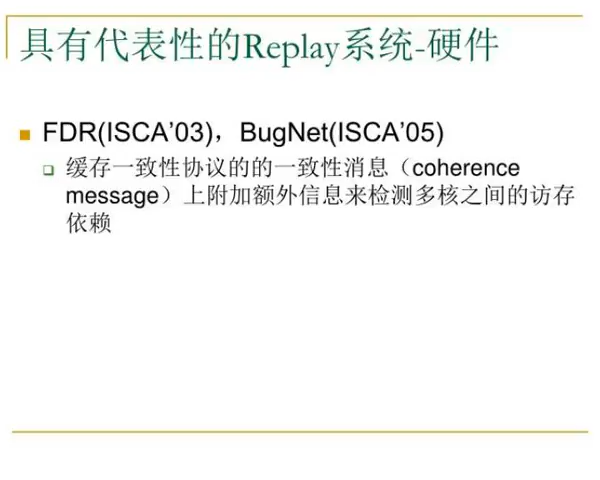 具有代表性的Replay系统-硬件
FDR(ISCA’03)，BugNet(ISCA’05)
缓存一致性协议的的一致性消息（coherence
message）上附加额外信息来检测多核之间的访存
依赖